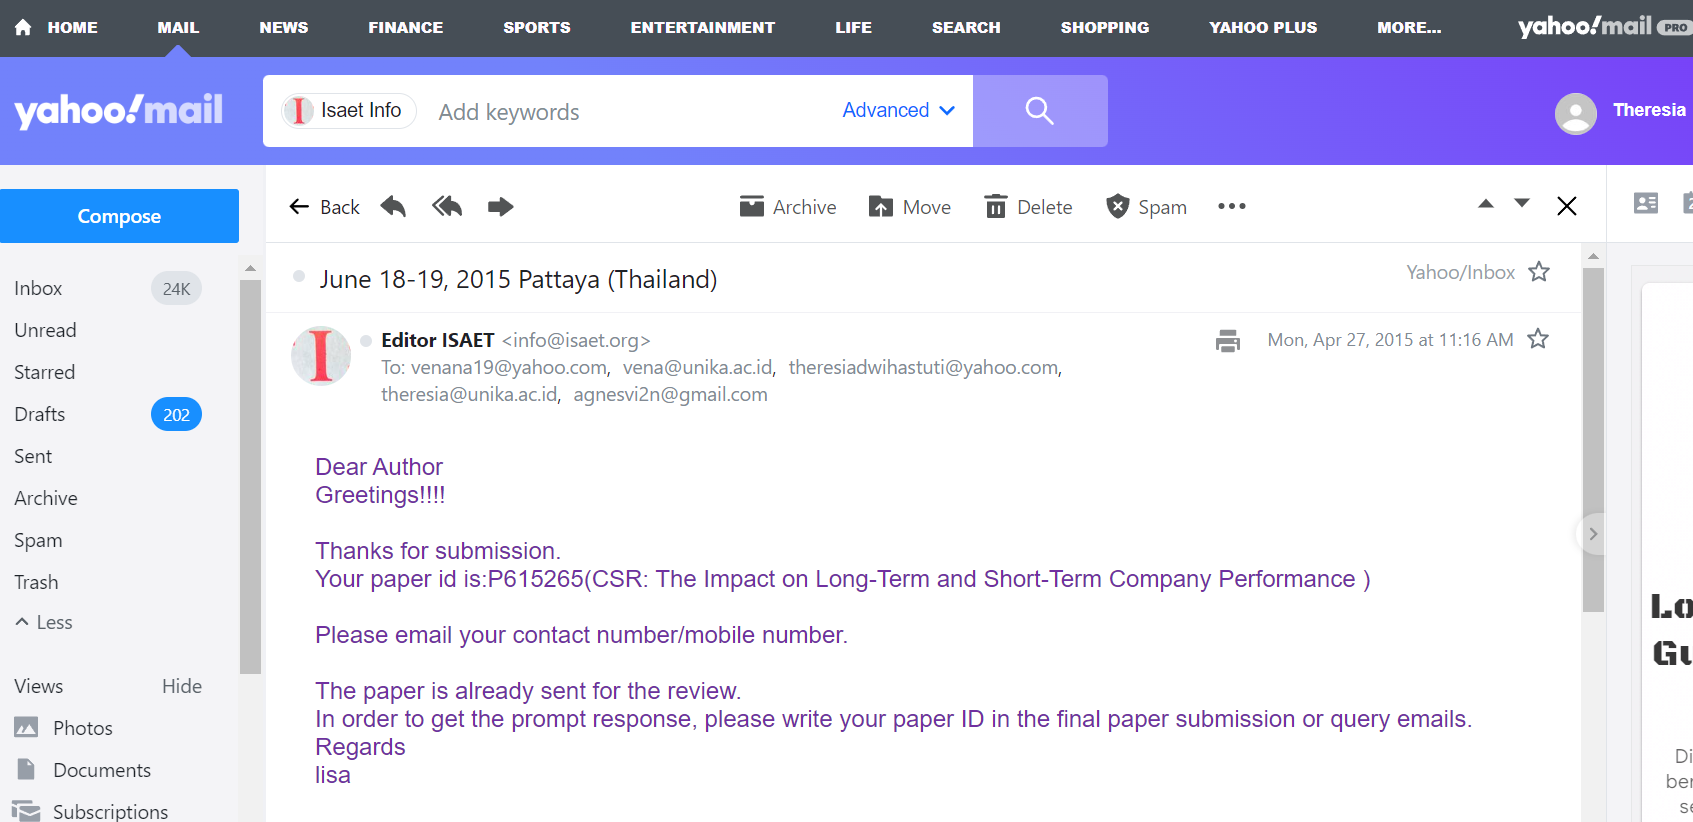 HOME MAIL NEWS FINANCE SPORTS ENTERTAINMENT LIFE SEARCH SHOPPING YAHOO PLUS MORE... yahoo!mail PRO
yahoo!mail Isaet Info Add keywords Advanced Theresia
Compose
Back Archive Move Delete Spam
Inbox 24K
Unread
Starred
Drafts 202
Sent
Archive
Spam
Trash
Less
Views Hide
Photos
Documents
Subscriptions
June 18-19, 2015 Pattaya (Thailand) Yahoo/Inbox
Editor ISAET <info@isaet.org> Mon, Apr 27, 2015 at 11:16 AM
To: venana19@yahoo.com, vena@unika.ac.id, theresiadwihastuti@yahoo.com,
theresia@unika.ac.id, agnesvi2n@gmail.com
Dear Author
Greetings!!!!
Thanks for submission.
Your paper id is:P615265(CSR: The Impact on Long-Term and Short-Term Company Performance )
Please email your contact number/mobile number.
The paper is already sent for the review.
In order to get the prompt response, please write your paper ID in the final paper submission or query emails.
Regards
lisa